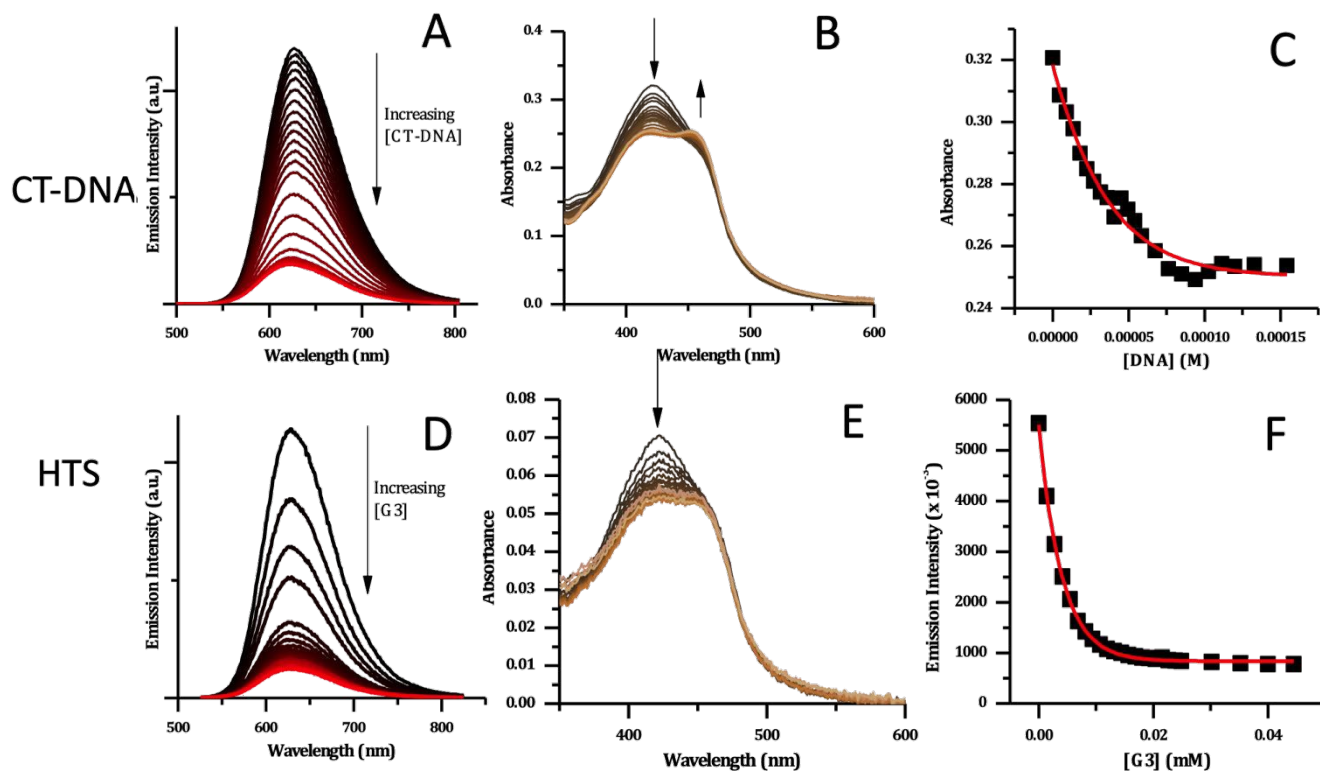 CT-DNA
A
Emission Intensity (a.u.)
Increasing
[CT-DNA]
500 600 700 800
Wavelength (nm)
B
Absorbance
0.4
0.3
0.2
0.1
0.0
400 500 600
Wavelength (nm)
C
Absorbance
0.32
0.30
0.28
0.26
0.24
0.00000 0.00005 0.00010 0.00015
[DNA] (M)
HTS
D
Emission Intensity (a.u.)
Increasing
[G3]
500 600 700 800
Wavelength (nm)
E
Absorbance
0.08
0.07
0.06
0.05
0.04
0.03
0.02
0.01
0.00
400 500 600
Wavelength (nm)
F
Emission Intensity (x 10⁻³)
6000
5000
4000
3000
2000
1000
0
0.00 0.02 0.04
[G3] (mM)